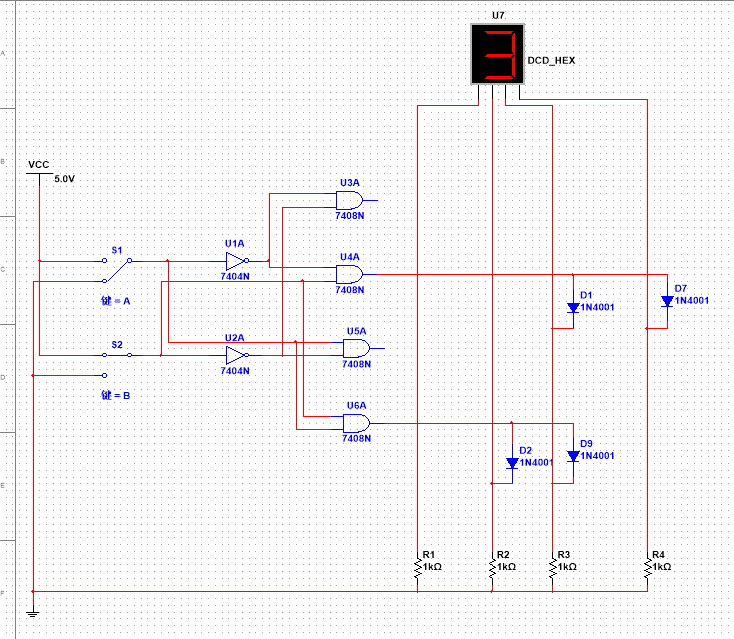 U7
3
DCD_HEX
A
B
C
D
E
F
VCC
5.0V
S1
键 = A
S2
键 = B
U1A
7404N
U2A
7404N
U3A
7408N
U4A
7408N
U5A
7408N
U6A
7408N
D1
1N4001
D7
1N4001
D2
1N4001
D9
1N4001
R1
1kΩ
R2
1kΩ
R3
1kΩ
R4
1kΩ